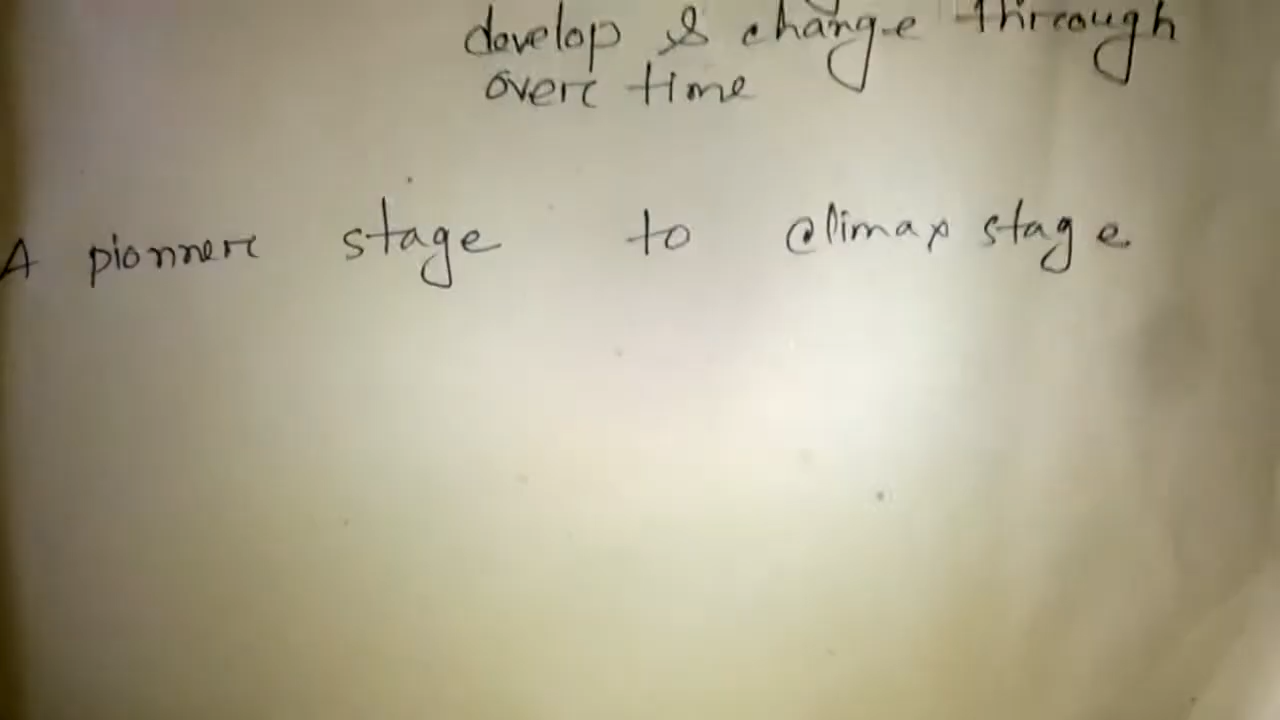 develop & change through
over time
A pionner stage to climax stage